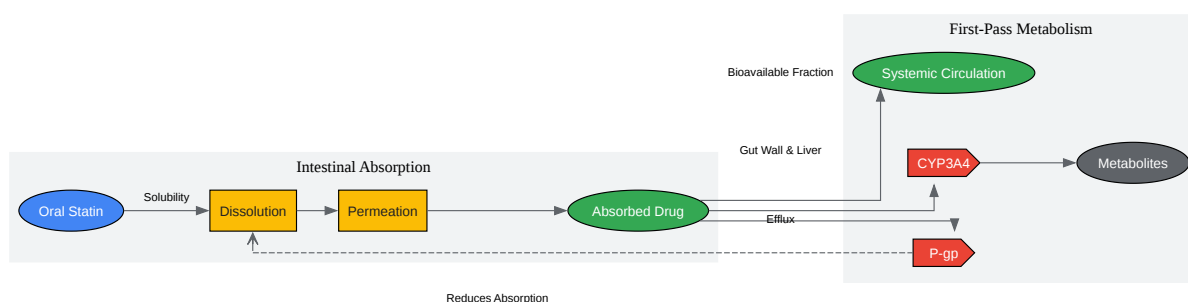 First-Pass Metabolism
Bioavailable Fraction
Systemic Circulation
Gut Wall & Liver
CYP3A4
Metabolites
Intestinal Absorption
Oral Statin
Solubility
Dissolution
Permeation
Absorbed Drug
Efflux
P-gp
Reduces Absorption